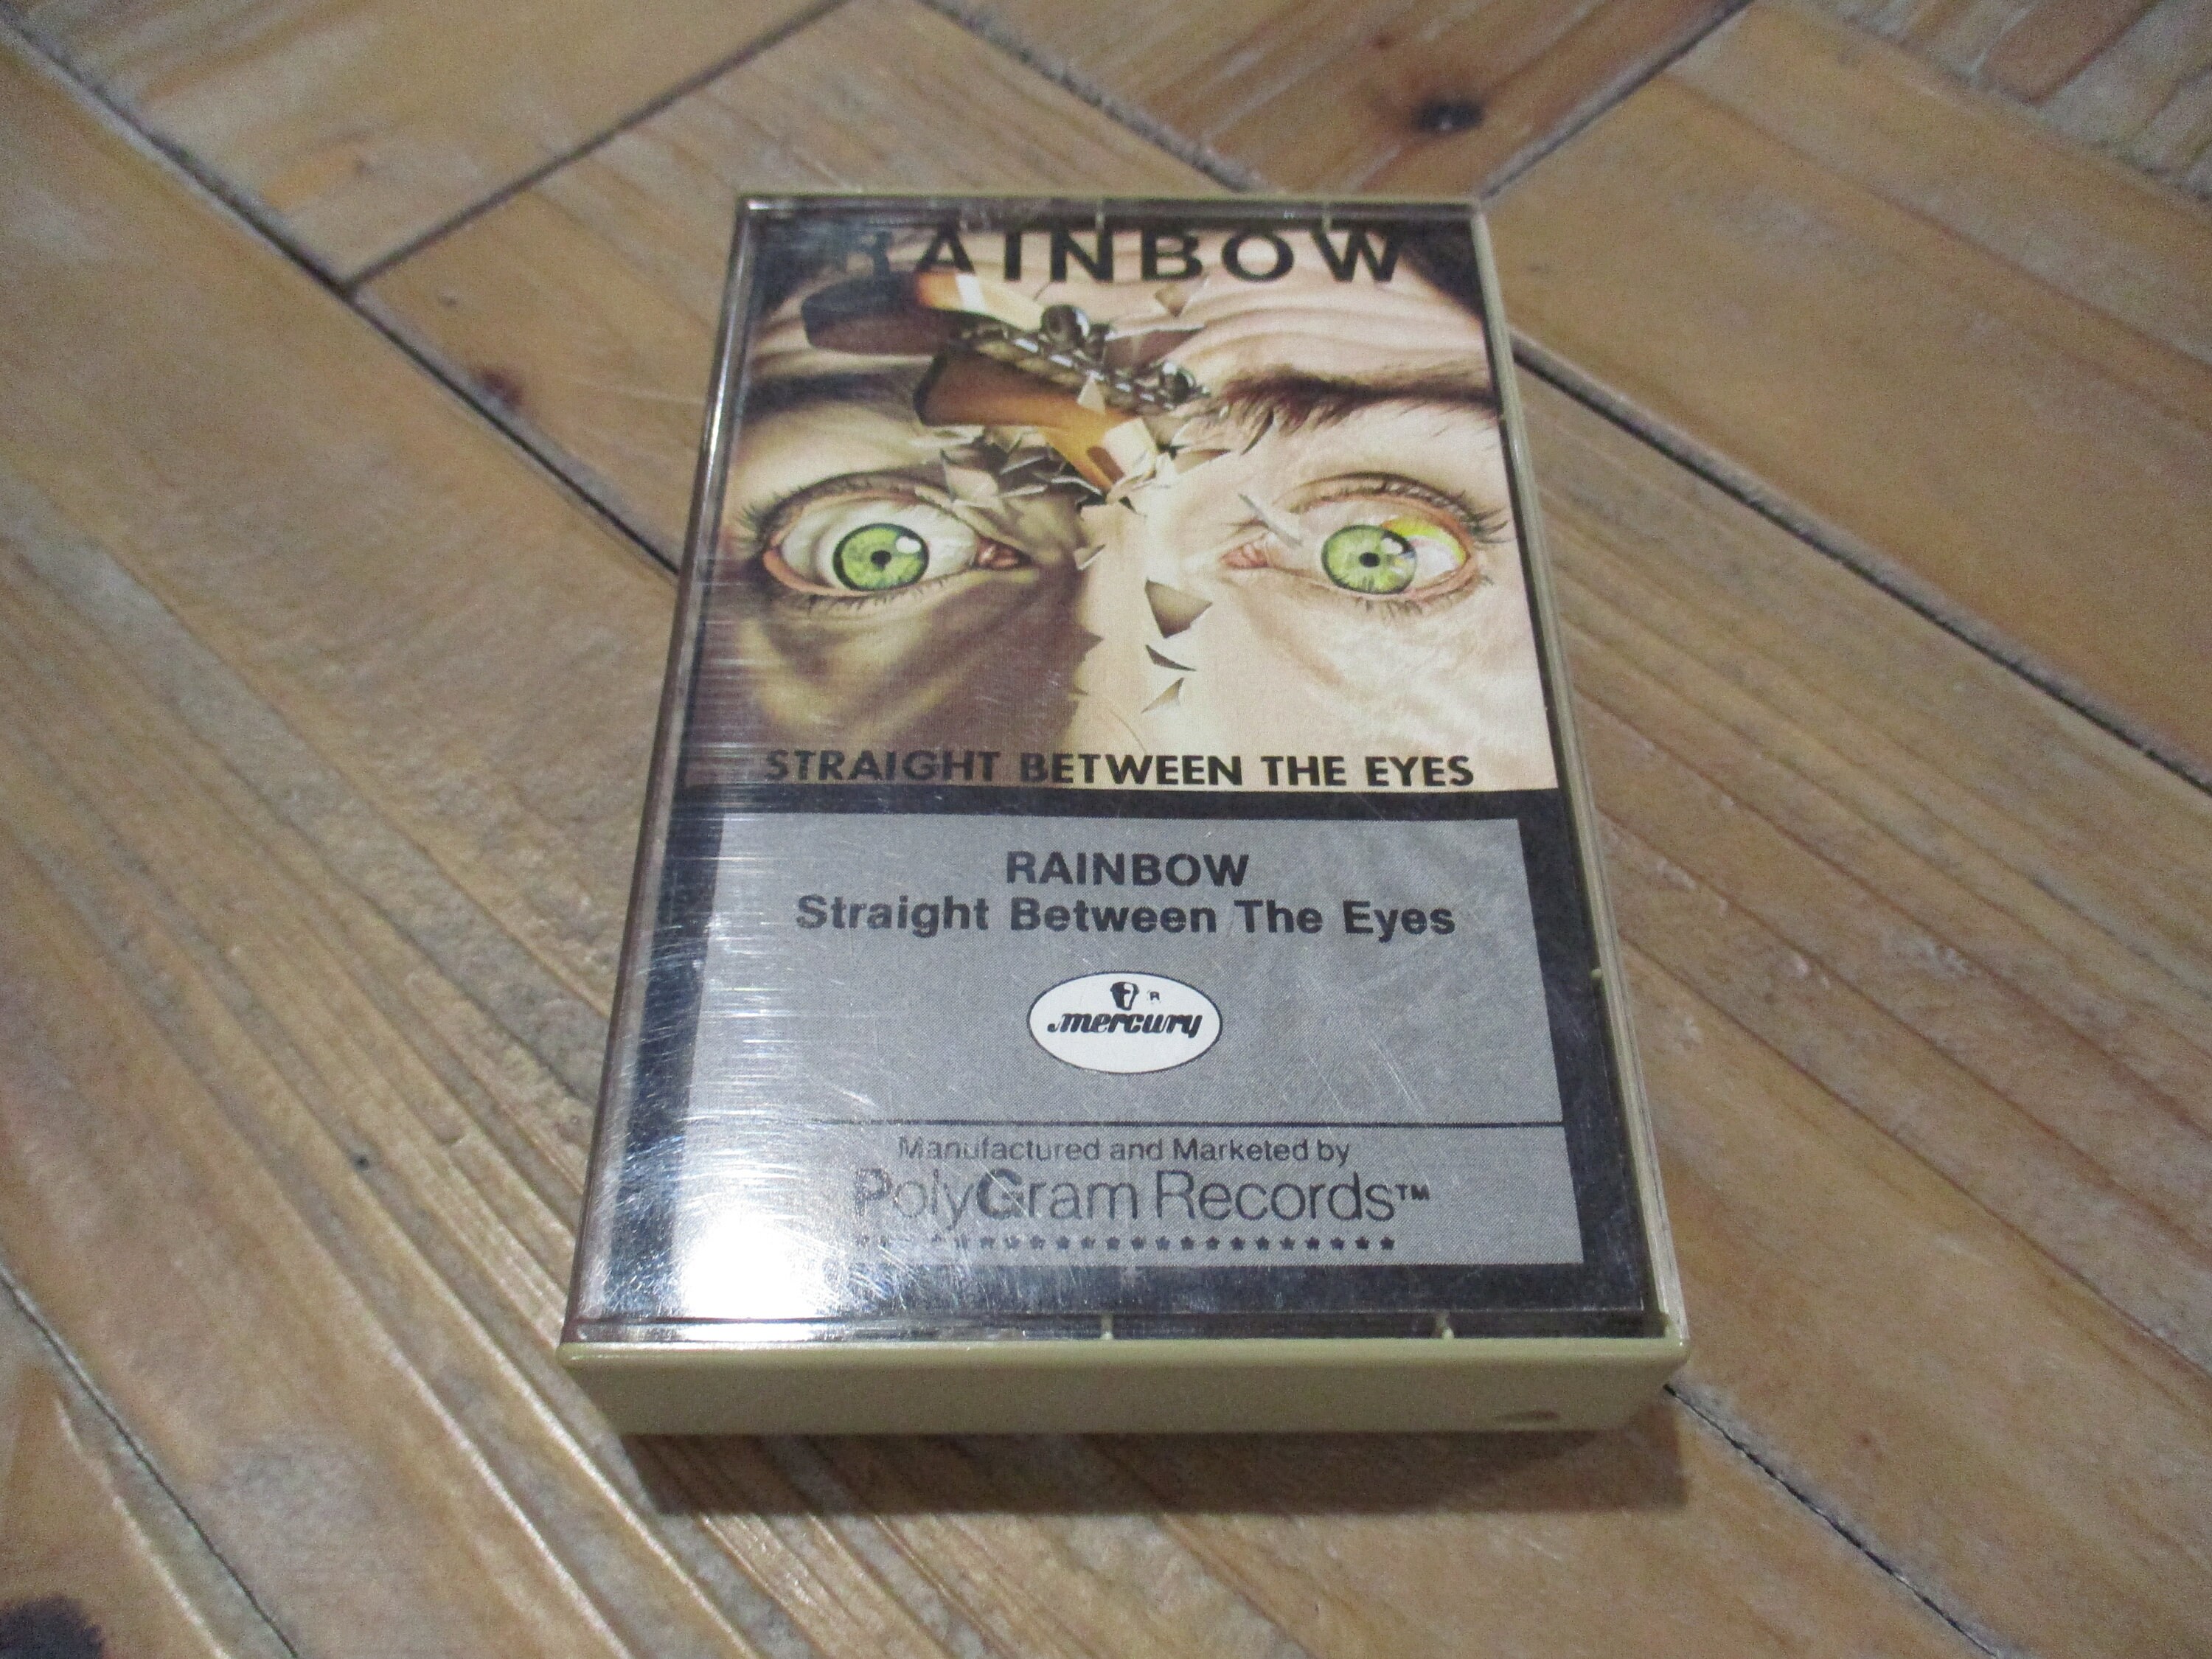 RAINBOW
STRAIGHT BETWEEN THE EYES
RAINBOW
Straight Between The Eyes
R
mercury
Manufactured and Marketed by
PolyGram Records™